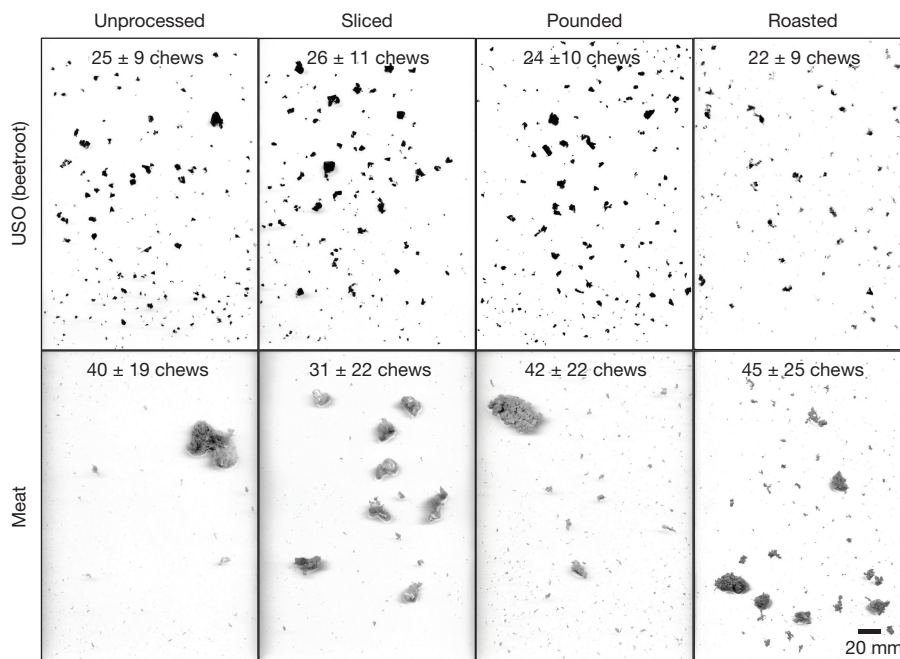 Unprocessed Sliced Pounded Roasted
USO (beetroot)
25 ± 9 chews 26 ± 11 chews 24 ±10 chews 22 ± 9 chews
Meat
40 ± 19 chews 31 ± 22 chews 42 ± 22 chews 45 ± 25 chews
20 mm